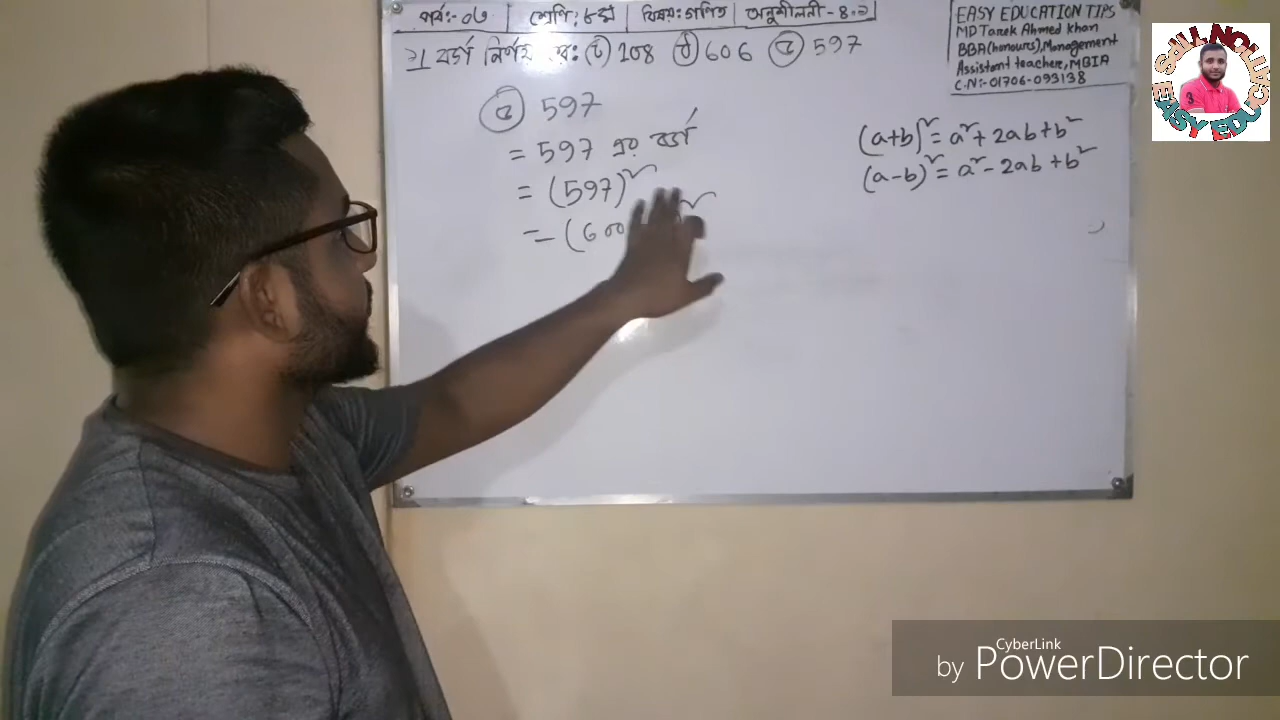 পর্ব:- ০৬ | শ্রেণি: ৮ম | বিষয়: গণিত | অনুশীলনী - ৪.১
২। বর্গ নির্ণয় কর: 108 606 597
597
= 597 এর বর্গ
= (597)²
= (600
(a+b)² = a² + 2ab + b²
(a-b)² = a² - 2ab + b²
EASY EDUCATION TIPS
MD Tarek Ahmed Khan
BBA(honours), Management
Assistant teacher, MBIA
C.N:- 01706-093138
EASY EDUCATION TIPS
CyberLink
by PowerDirector